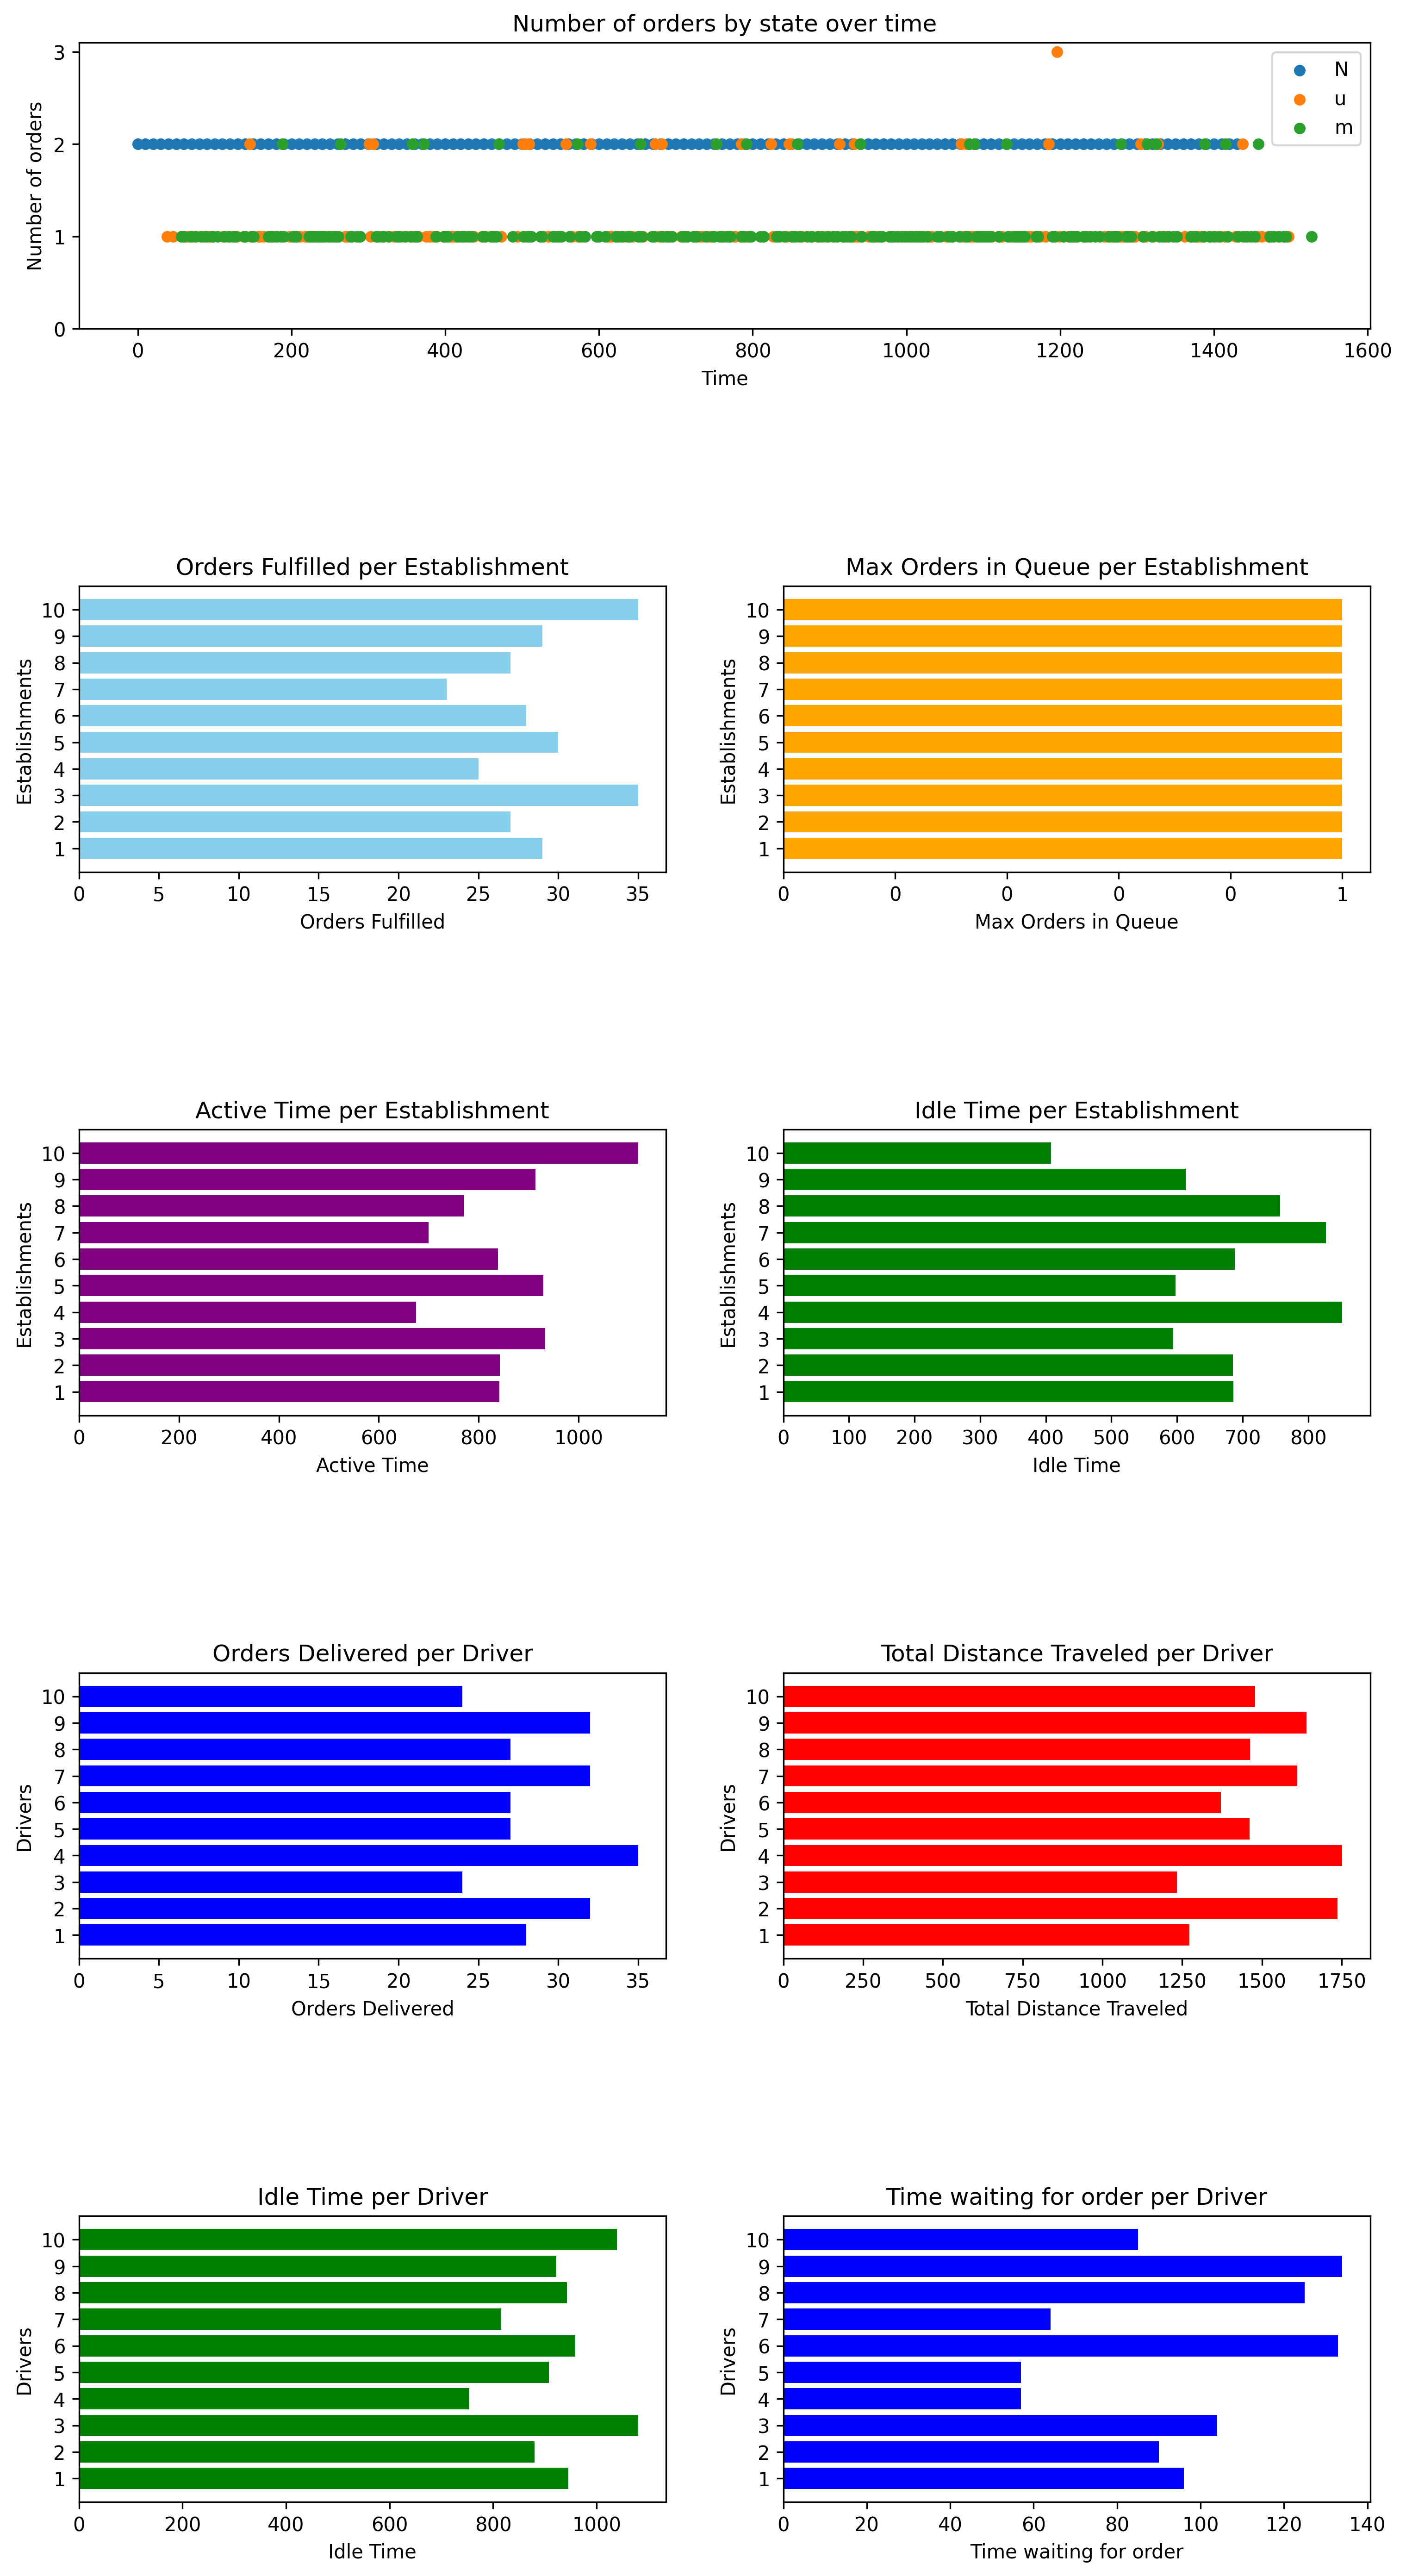 Number of orders by state over time
Number of orders
3
2
1
0
N
u
m
0 200 400 600 800 1000 1200 1400 1600
Time
Orders Fulfilled per Establishment
Establishments
10
9
8
7
6
5
4
3
2
1
0 5 10 15 20 25 30 35
Orders Fulfilled
Max Orders in Queue per Establishment
Establishments
10
9
8
7
6
5
4
3
2
1
0 0 0 0 0 1
Max Orders in Queue
Active Time per Establishment
Establishments
10
9
8
7
6
5
4
3
2
1
0 200 400 600 800 1000
Active Time
Idle Time per Establishment
Establishments
10
9
8
7
6
5
4
3
2
1
0 100 200 300 400 500 600 700 800
Idle Time
Orders Delivered per Driver
Drivers
10
9
8
7
6
5
4
3
2
1
0 5 10 15 20 25 30 35
Orders Delivered
Total Distance Traveled per Driver
Drivers
10
9
8
7
6
5
4
3
2
1
0 250 500 750 1000 1250 1500 1750
Total Distance Traveled
Idle Time per Driver
Drivers
10
9
8
7
6
5
4
3
2
1
0 200 400 600 800 1000
Idle Time
Time waiting for order per Driver
Drivers
10
9
8
7
6
5
4
3
2
1
0 20 40 60 80 100 120 140
Time waiting for order